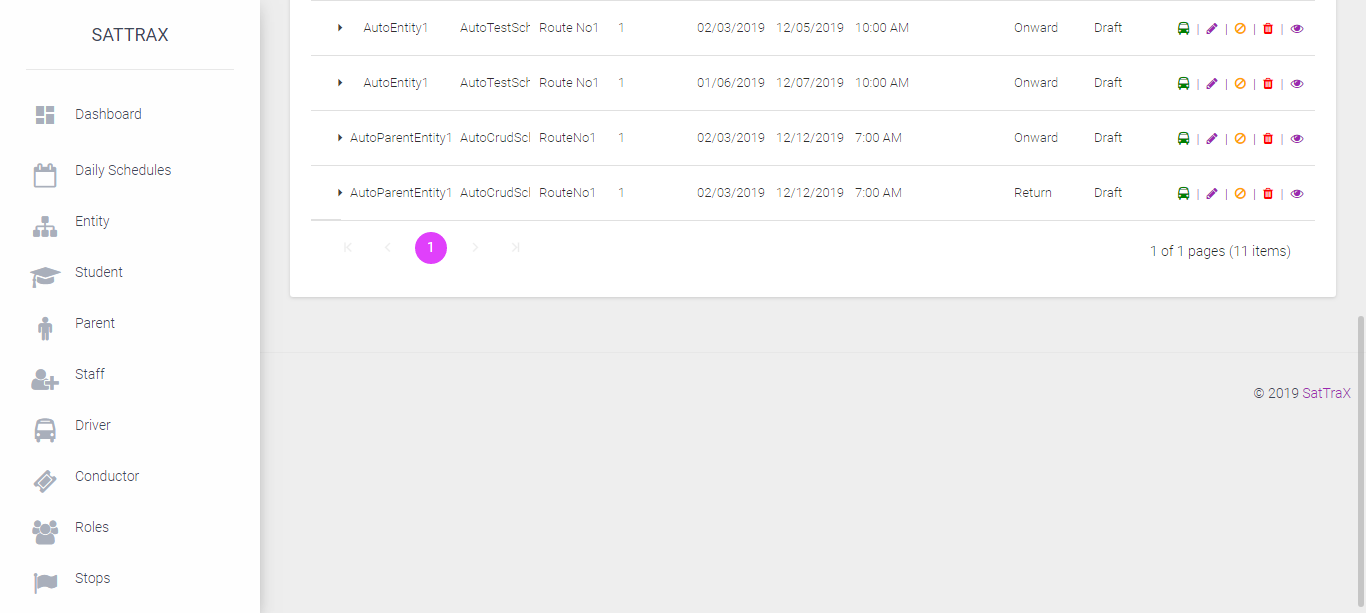 SATTRAX
Dashboard
Daily Schedules
Entity
Student
Parent
Staff
Driver
Conductor
Roles
Stops
AutoEntity1 AutoTestSch Route No1 1 02/03/2019 12/05/2019 10:00 AM Onward Draft | | | |
AutoEntity1 AutoTestSch Route No1 1 01/06/2019 12/07/2019 10:00 AM Onward Draft | | | |
AutoParentEntity1 AutoCrudScl RouteNo1 1 02/03/2019 12/12/2019 7:00 AM Onward Draft | | | |
AutoParentEntity1 AutoCrudScl RouteNo1 1 02/03/2019 12/12/2019 7:00 AM Return Draft | | | |
1
1 of 1 pages (11 items)
© 2019 SatTraX